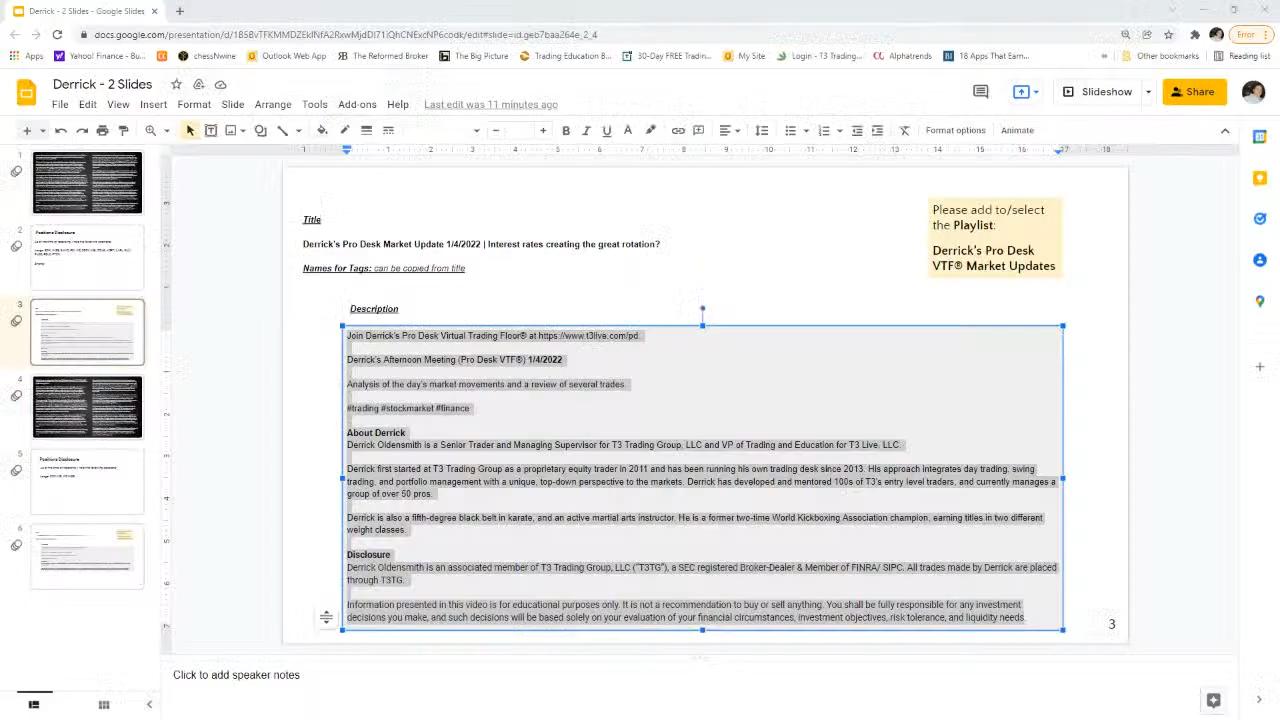 Derrick - 2 Slides - Google Slides
docs.google.com/presentation/d/
Error
Apps
Yahoo! Finance - Bu...
chessNwine
Outlook Web App
The Reformed Broker
The Big Picture
Trading Education B...
30-Day FREE Tradin...
My Site
Login - T3 Trading...
Alphatrends
18 Apps That Earn...
Other bookmarks
Reading list
Derrick - 2 Slides
File Edit View Insert Format Slide Arrange Tools Add-ons Help Last edit was 11 minutes ago
Slideshow
Share
Format options
Animate
Title
Derrick's Pro Desk Market Update 1/4/2022 | Interest rates creating the great rotation?
Names for Tags: can be copied from title
Please add to/select
the Playlist:
Derrick's Pro Desk
VTF® Market Updates
Description
Join Derrick's Pro Desk Virtual Trading Floor® at https://www.t3live.com/pd.
Derrick's Afternoon Meeting (Pro Desk VTF®) 1/4/2022
Analysis of the day's market movements and a review of several trades.
#trading #stockmarket #finance
About Derrick
Derrick Oldensmith is a Senior Trader and Managing Supervisor for T3 Trading Group, LLC and VP of Trading and Education for T3 Live, LLC.
Derrick first started at T3 Trading Group as a proprietary equity trader in 2011 and has been running his own trading desk since 2013. His approach integrates day trading, swing
trading, and portfolio management with a unique, top-down perspective to the markets. Derrick has developed and mentored 100s of T3's entry level traders, and currently manages a
group of over 50 pros.
Derrick is also a fifth-degree black belt in karate, and an active martial arts instructor. He is a former two-time World Kickboxing Association champion, earning titles in two different
weight classes.
Disclosure
Derrick Oldensmith is an associated member of T3 Trading Group, LLC ("T3TG"), a SEC registered Broker-Dealer & Member of FINRA/ SIPC. All trades made by Derrick are placed
through T3TG.
Information presented in this video is for educational purposes only. It is not a recommendation to buy or sell anything. You shall be fully responsible for any investment
decisions you make, and such decisions will be based solely on your evaluation of your financial circumstances, investment objectives, risk tolerance, and liquidity needs.
3
Click to add speaker notes
1
2
Positions Disclosure
3
4
5
Positions Disclosure
6